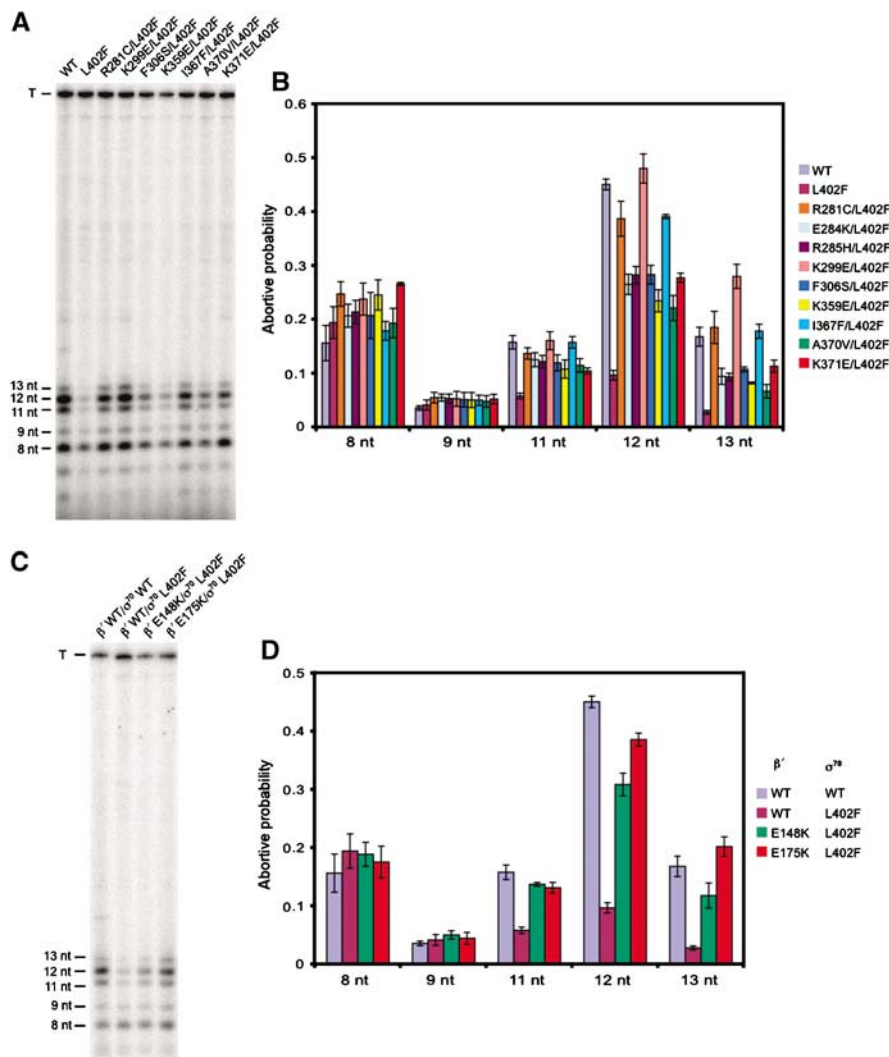 A
WT
L402F
R281C/L402F
K299E/L402F
F306S/L402F
K359E/L402F
I367F/L402F
A370V/L402F
K371E/L402F
T
13 nt
12 nt
11 nt
9 nt
8 nt
B
Abortive probability
0.6
0.5
0.4
0.3
0.2
0.1
0
8 nt
9 nt
11 nt
12 nt
13 nt
WT
L402F
R281C/L402F
E284K/L402F
R285H/L402F
K299E/L402F
F306S/L402F
K359E/L402F
I367F/L402F
A370V/L402F
K371E/L402F
C
β′ WT/σ⁷⁰ WT
β′ WT/σ⁷⁰ L402F
β′ E148K/σ⁷⁰ L402F
β′ E175K/σ⁷⁰ L402F
T
13 nt
12 nt
11 nt
9 nt
8 nt
D
Abortive probability
0.5
0.4
0.3
0.2
0.1
0
8 nt
9 nt
11 nt
12 nt
13 nt
β′ σ⁷⁰
WT WT
WT L402F
E148K L402F
E175K L402F